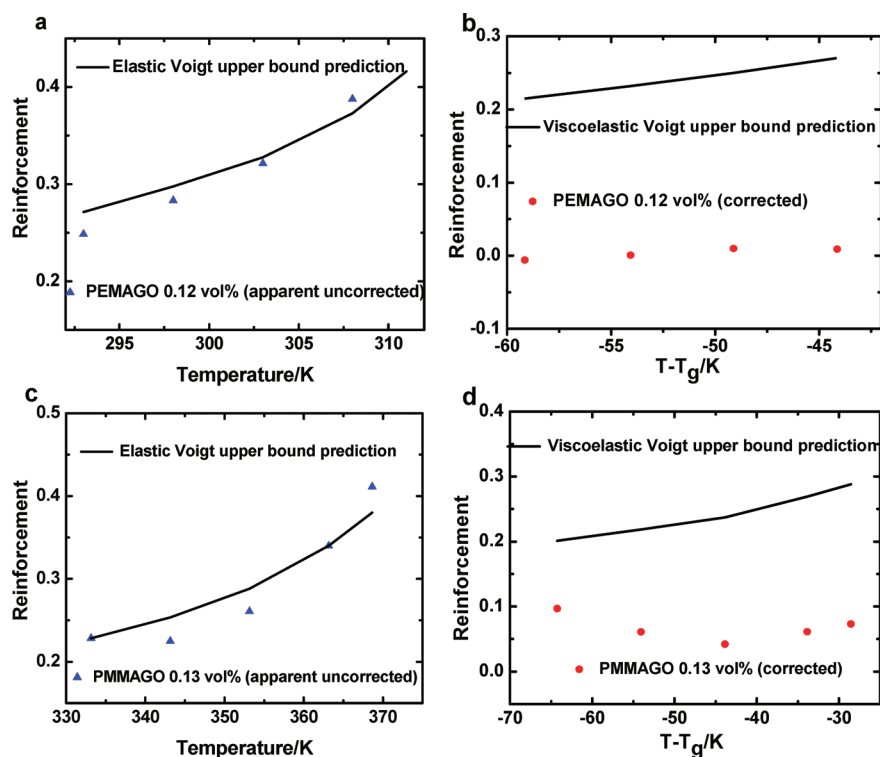 a
Reinforcement
0.4
0.3
0.2
Elastic Voigt upper bound prediction
PEMAGO 0.12 vol% (apparent uncorrected)
295 300 305 310
Temperature/K
b
Reinforcement
0.3
0.2
0.1
0.0
-0.1
Viscoelastic Voigt upper bound prediction
PEMAGO 0.12 vol% (corrected)
-60 -55 -50 -45
T-Tg/K
c
Reinforcement
0.5
0.4
0.3
0.2
Elastic Voigt upper bound prediction
PMMAGO 0.13 vol% (apparent uncorrected)
330 340 350 360 370
Temperature/K
d
Reinforcement
0.4
0.3
0.2
0.1
0.0
Viscoelastic Voigt upper bound prediction
PMMAGO 0.13 vol% (corrected)
-70 -60 -50 -40 -30
T-Tg/K